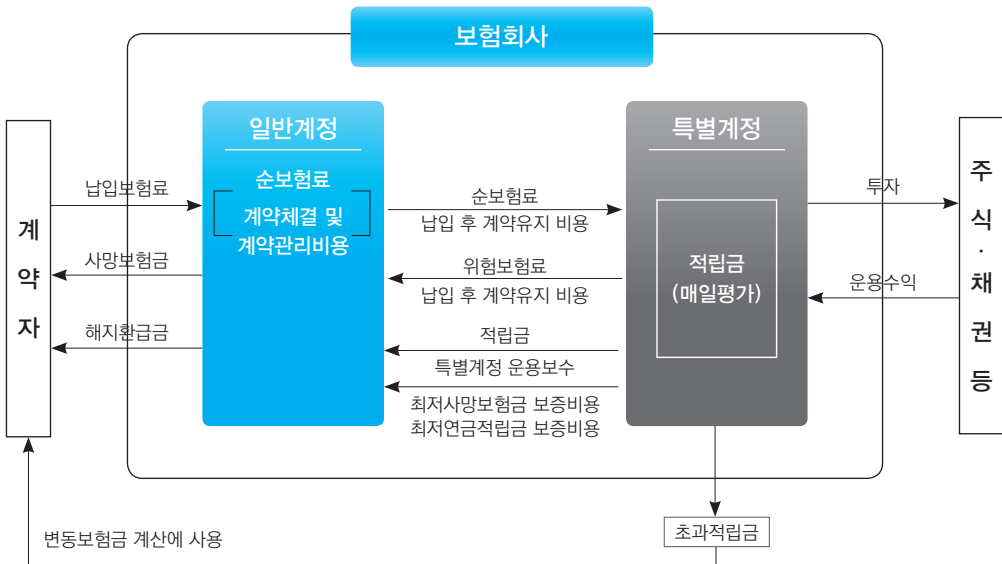 보험회사
일반계정
순보험료
계약체결 및
계약관리비용
특별계정
적립금
(매일평가)
계
약
자
납입보험료
사망보험금
해지환급금
순보험료
납입 후 계약유지 비용
위험보험료
납입 후 계약유지 비용
적립금
특별계정 운용보수
최저사망보험금 보증비용
최저연금적립금 보증비용
투자
운용수익
주
식
·
채
권
등
변동보험금 계산에 사용
초과적립금